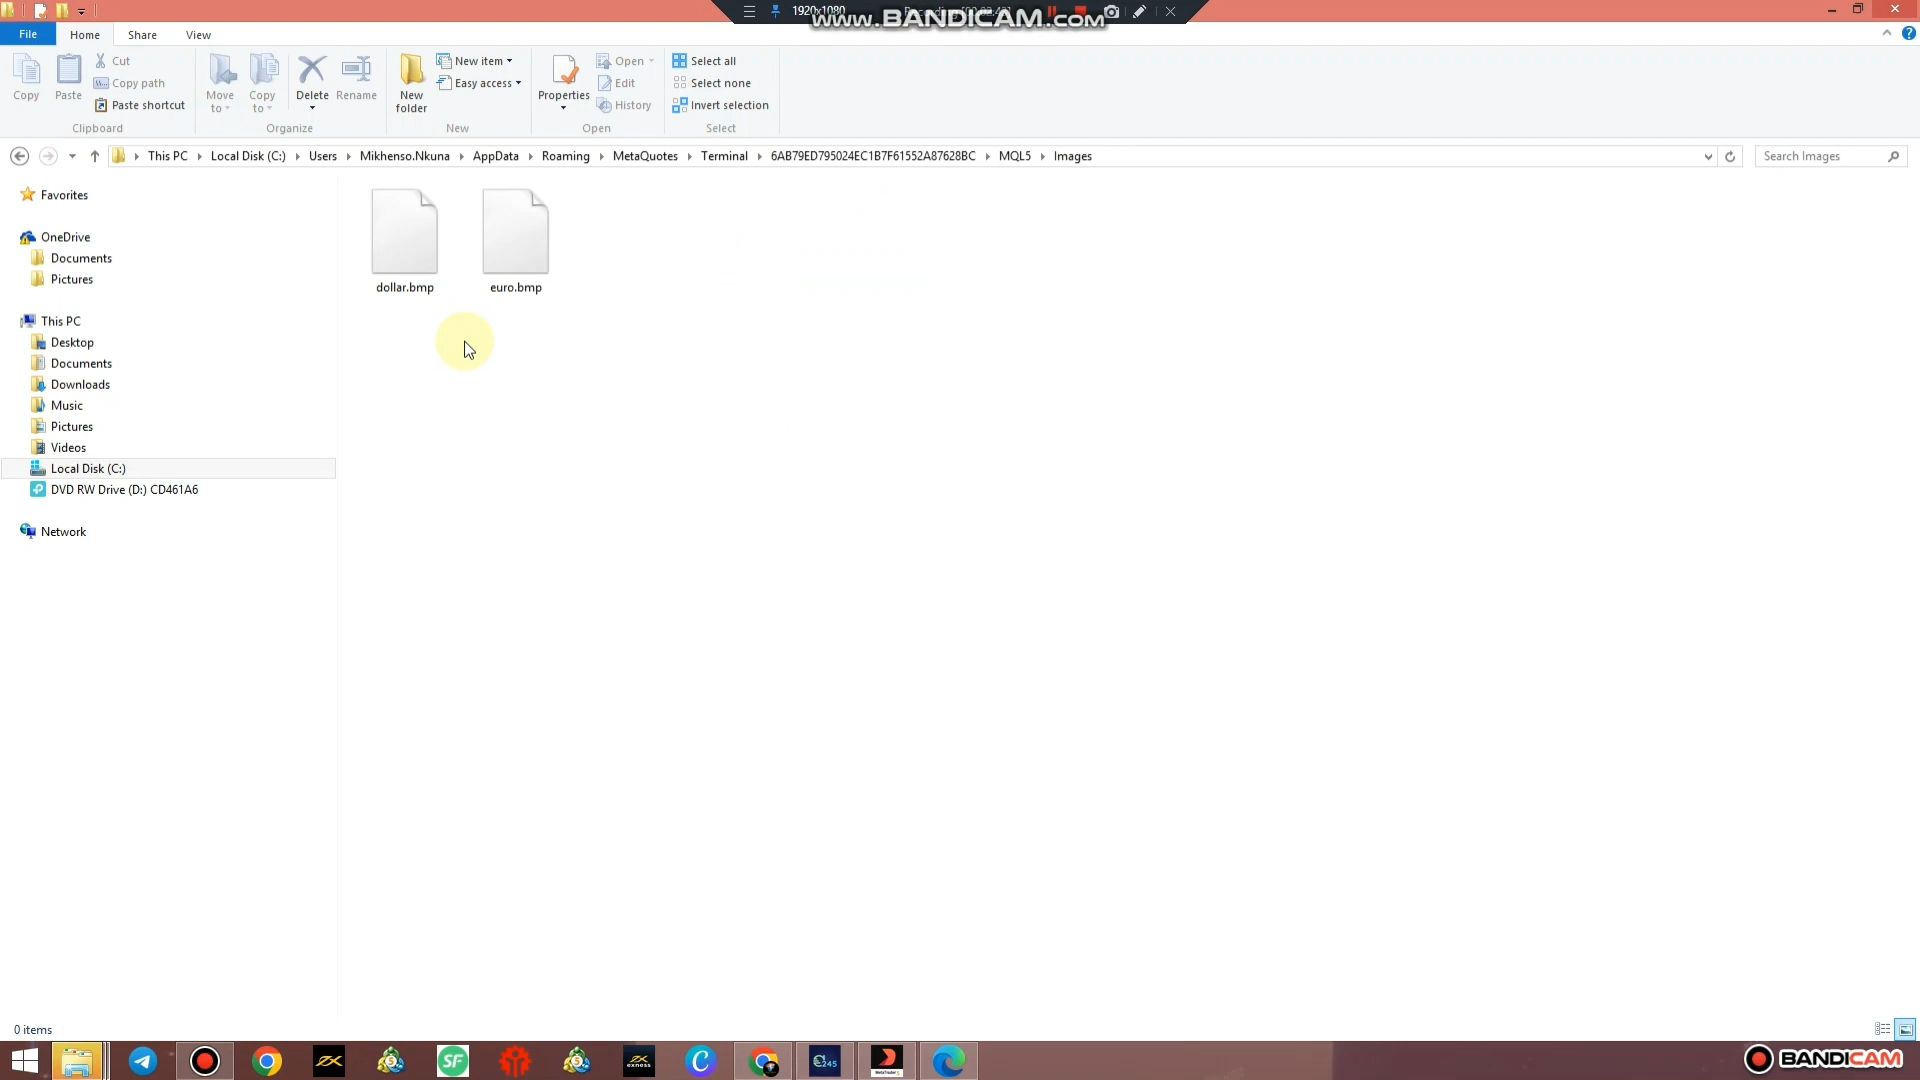 1920x1080
www.BANDICAM.com
File Home Share View
Copy
Paste
Cut
Copy path
Paste shortcut
Clipboard
Move to
Copy to
Delete
Rename
Organize
New folder
New item
Easy access
New
Properties
Open
Edit
History
Open
Select all
Select none
Invert selection
Select
This PC Local Disk (C:) Users Mikhenso.Nkuna AppData Roaming MetaQuotes Terminal 6AB79ED795024EC1B7F61552A87628BC MQL5 Images
Search Images
Favorites
OneDrive
Documents
Pictures
This PC
Desktop
Documents
Downloads
Music
Pictures
Videos
Local Disk (C:)
DVD RW Drive (D:) CD461A6
Network
dollar.bmp
euro.bmp
0 items
SF
exness
C
245
BANDICAM